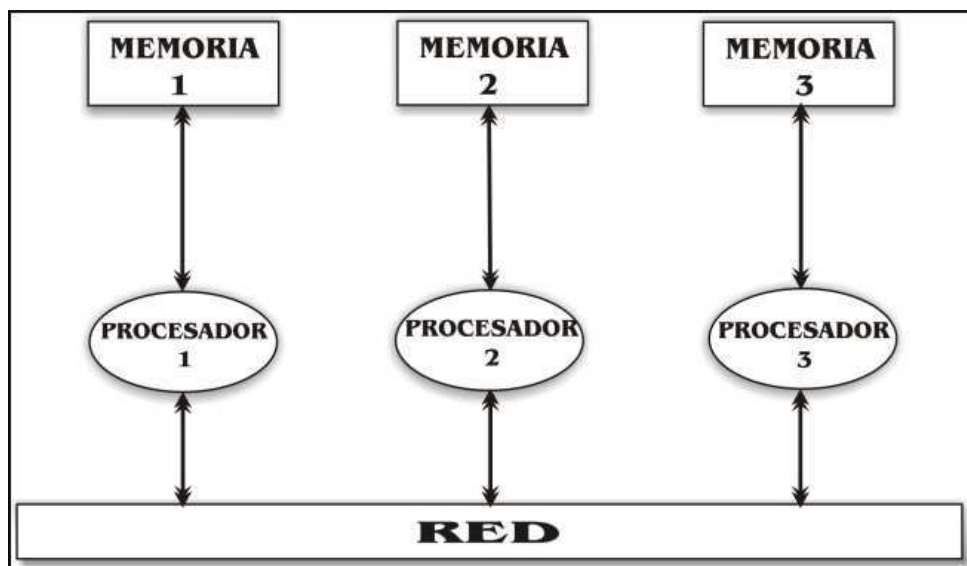 MEMORIA
1
MEMORIA
2
MEMORIA
3
PROCESADOR
1
PROCESADOR
2
PROCESADOR
3
RED